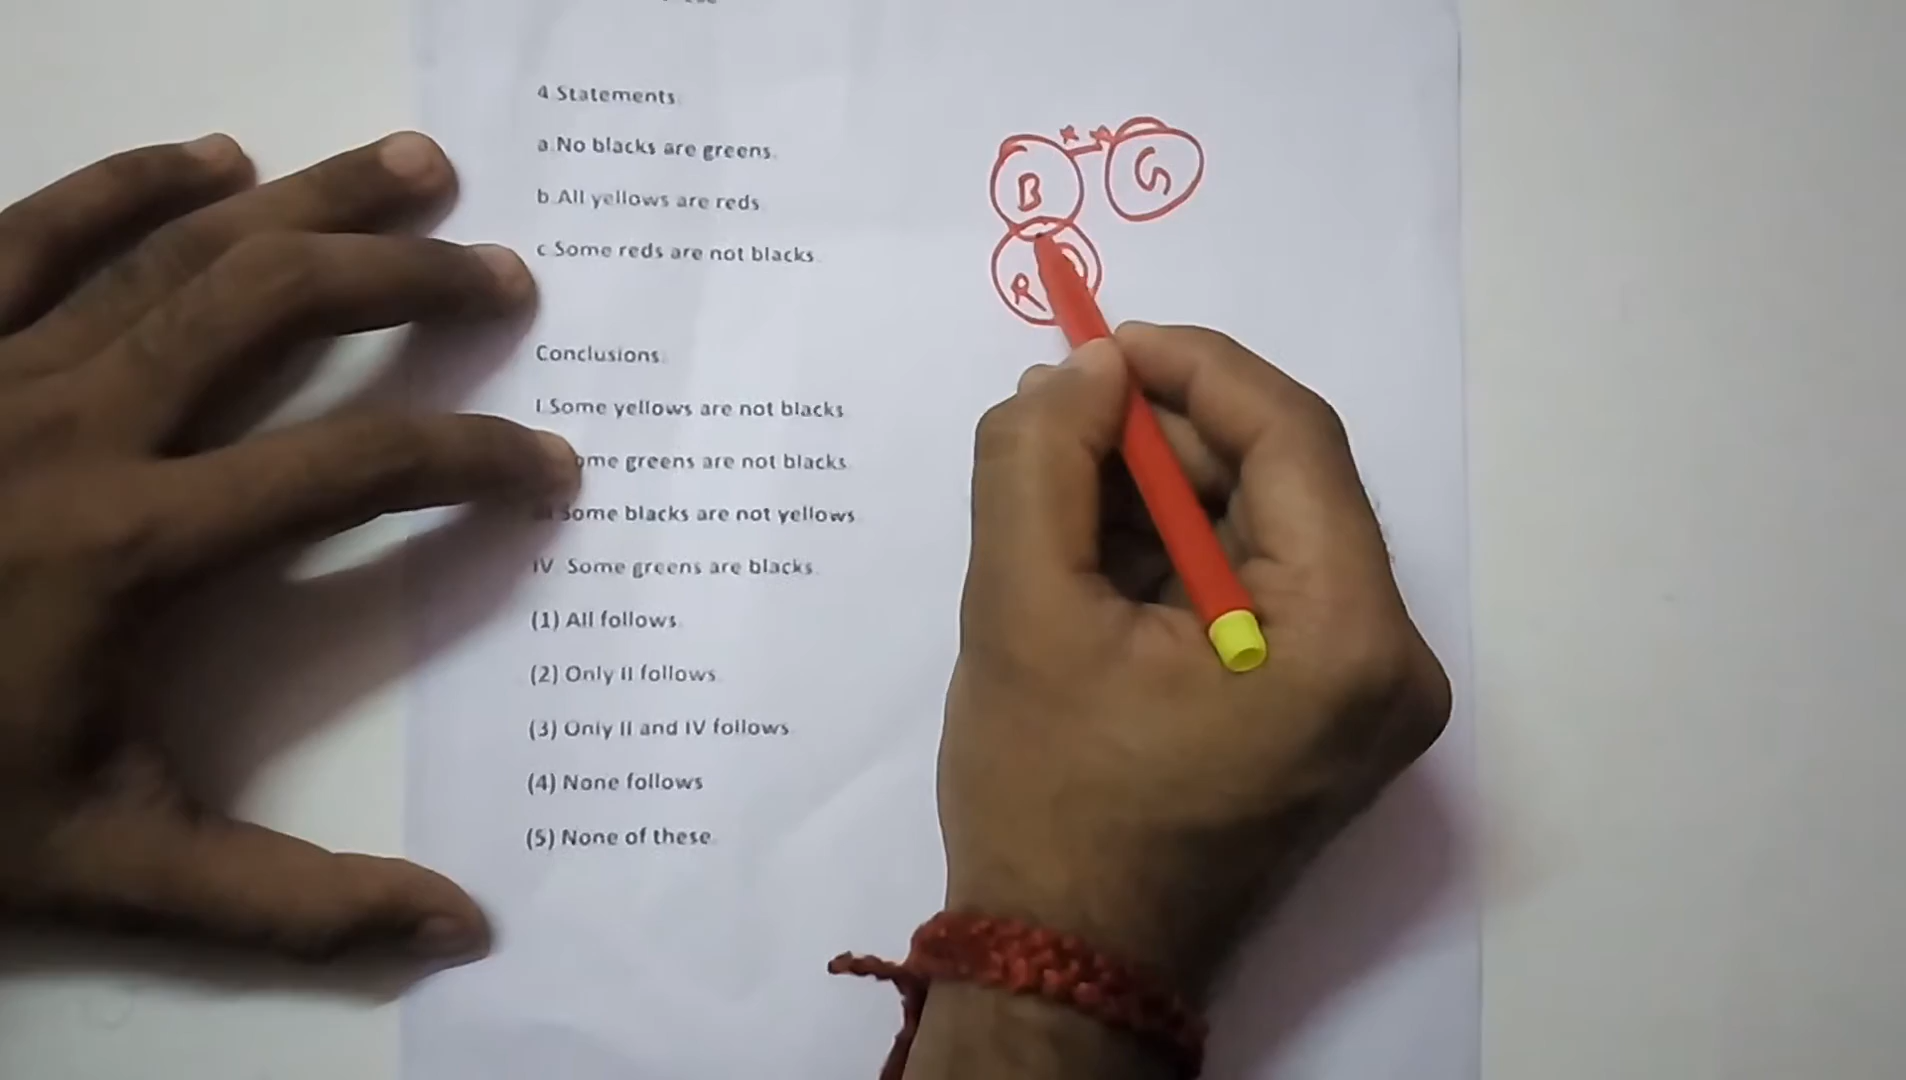 4 Statements
a.No blacks are greens.
b.All yellows are reds
c.Some reds are not blacks.
B
G
R
Conclusions.
I.Some yellows are not blacks
ome greens are not blacks
Some blacks are not yellows
IV Some greens are blacks.
(1) All follows
(2) Only II follows
(3) Only II and IV follows
(4) None follows
(5) None of these